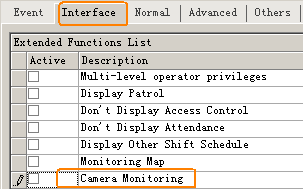 Event Interface Normal Advanced Others
Extended Functions List
Active Description
Multi-level operator privileges
Display Patrol
Don't Display Access Control
Don't Display Attendance
Display Other Shift Schedule
Monitoring Map
Camera Monitoring